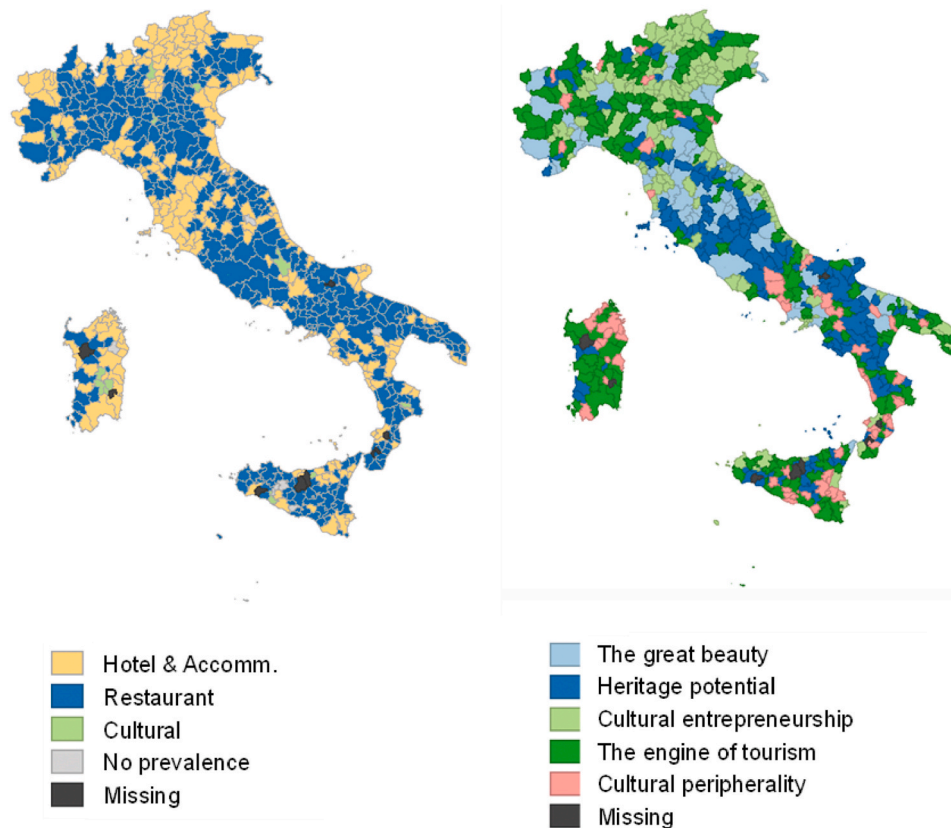 Hotel & Accomm.
Restaurant
Cultural
No prevalence
Missing
The great beauty
Heritage potential
Cultural entrepreneurship
The engine of tourism
Cultural peripherality
Missing